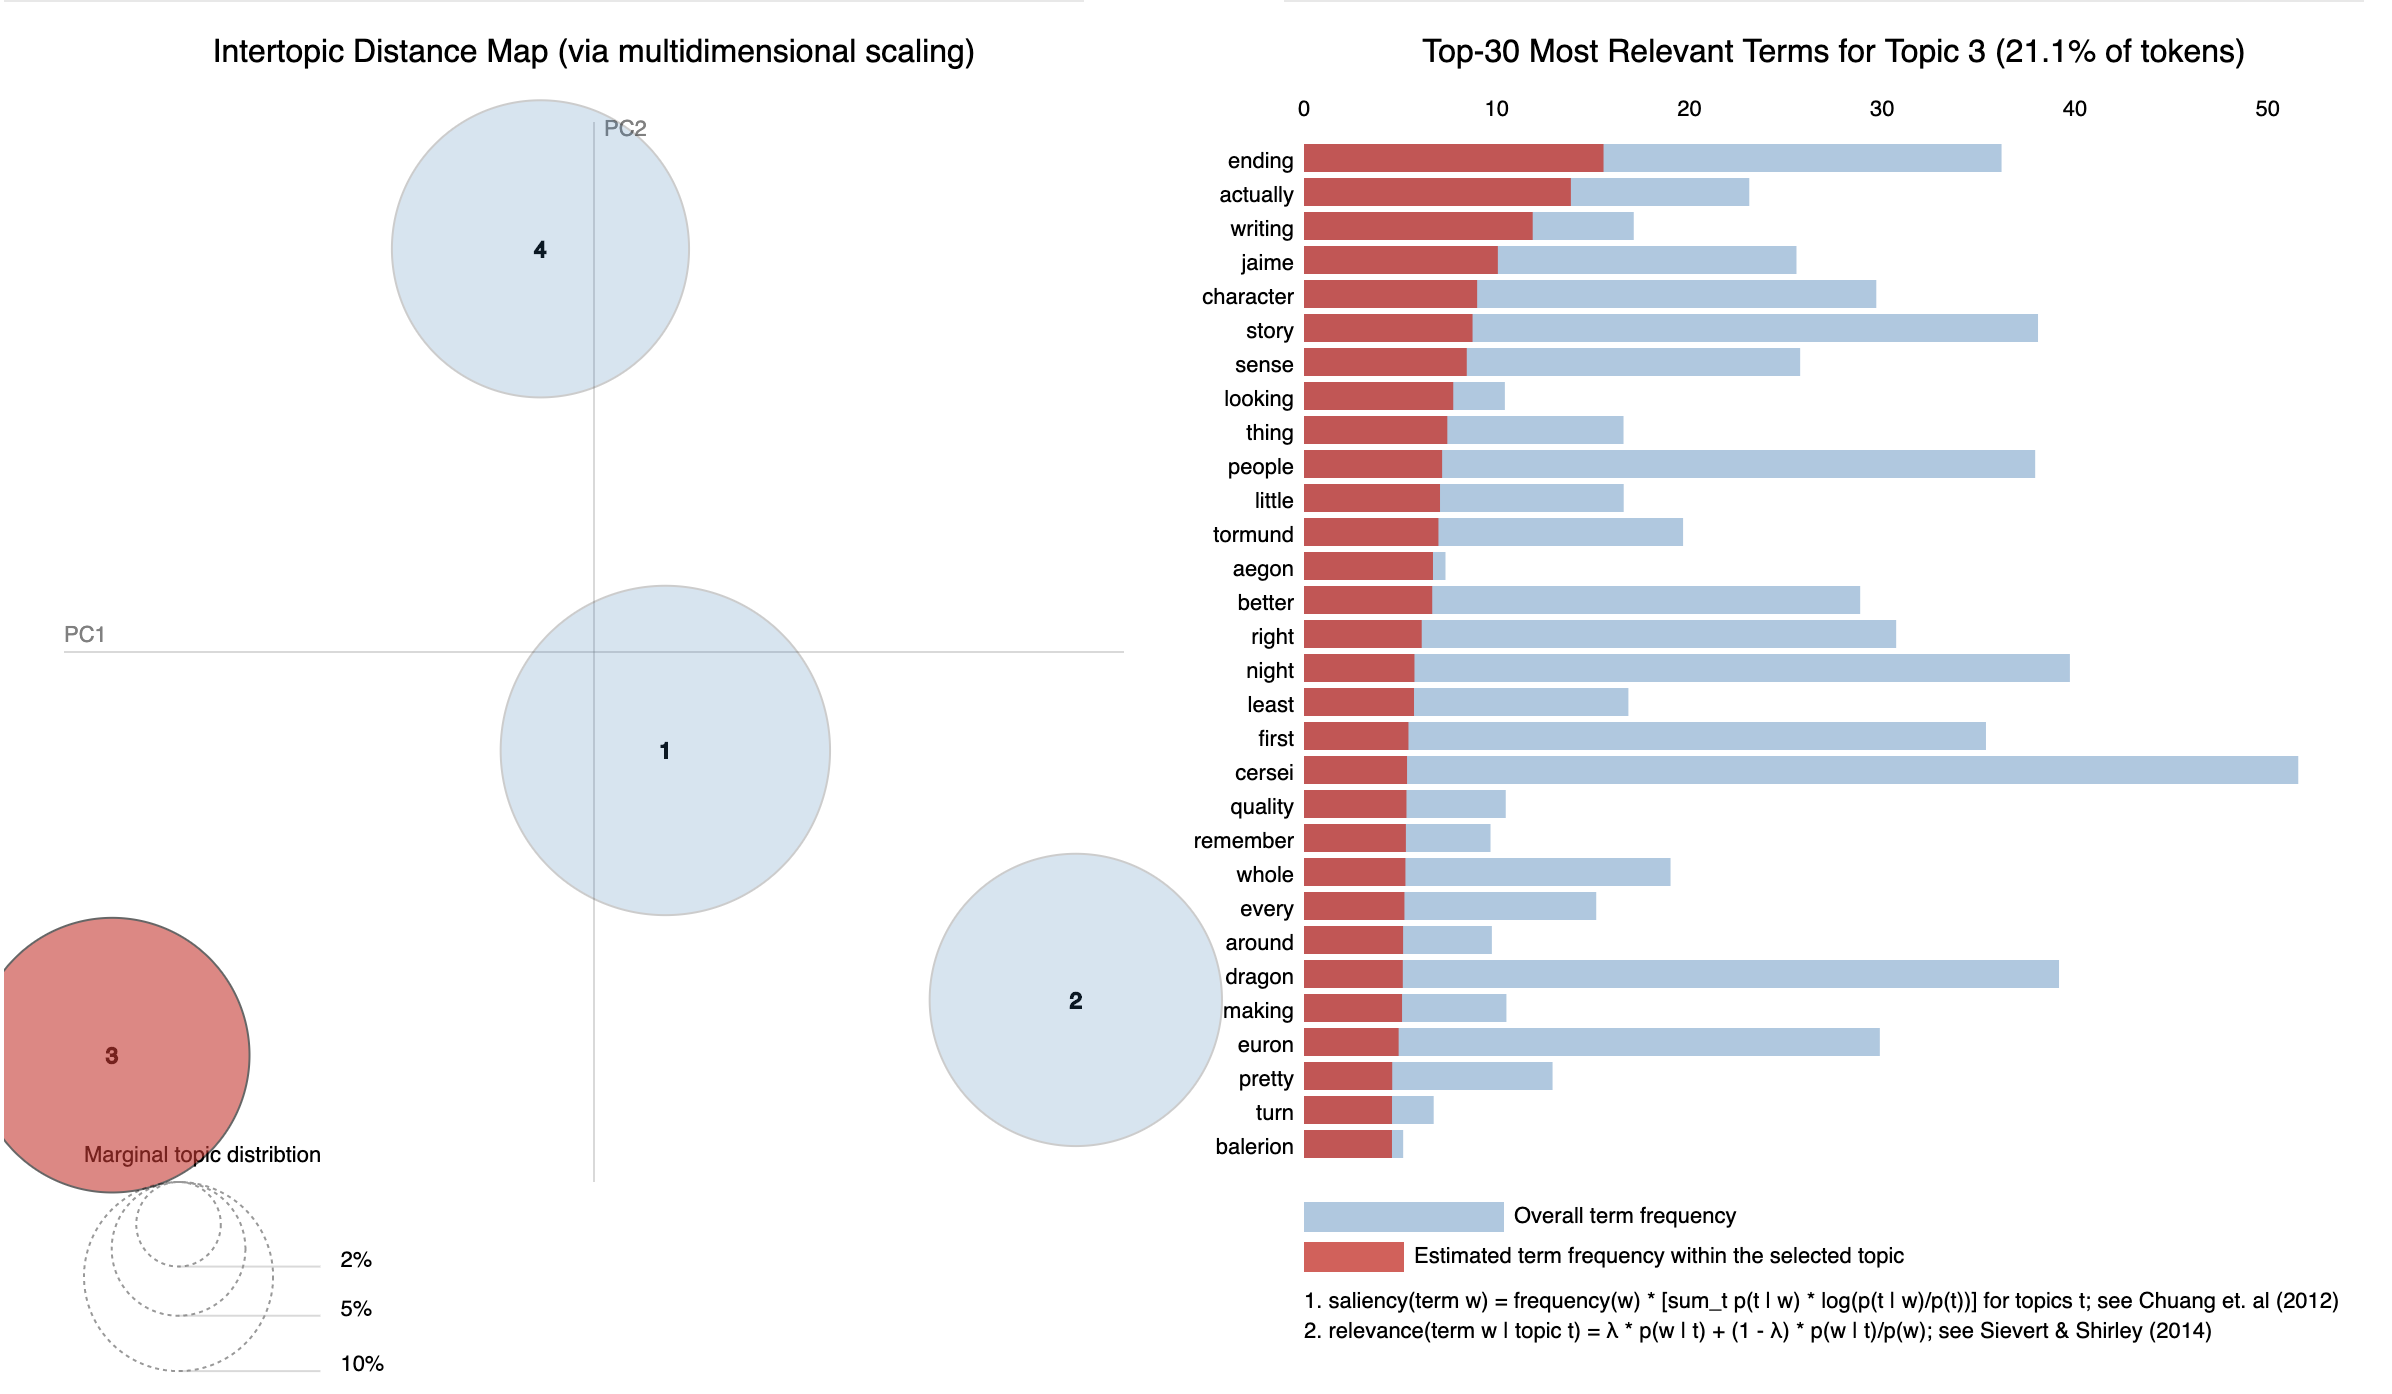 Intertopic Distance Map (via multidimensional scaling)
PC2
4
PC1
1
2
3
Marginal topic distribtion
2%
5%
10%
Top-30 Most Relevant Terms for Topic 3 (21.1% of tokens)
0 10 20 30 40 50
ending
actually
writing
jaime
character
story
sense
looking
thing
people
little
tormund
aegon
better
right
night
least
first
cersei
quality
remember
whole
every
around
dragon
making
euron
pretty
turn
balerion
Overall term frequency
Estimated term frequency within the selected topic
1. saliency(term w) = frequency(w) * [sum_t p(t | w) * log(p(t | w)/p(t))] for topics t; see Chuang et. al (2012)
2. relevance(term w | topic t) = λ * p(w | t) + (1 - λ) * p(w | t)/p(w); see Sievert & Shirley (2014)